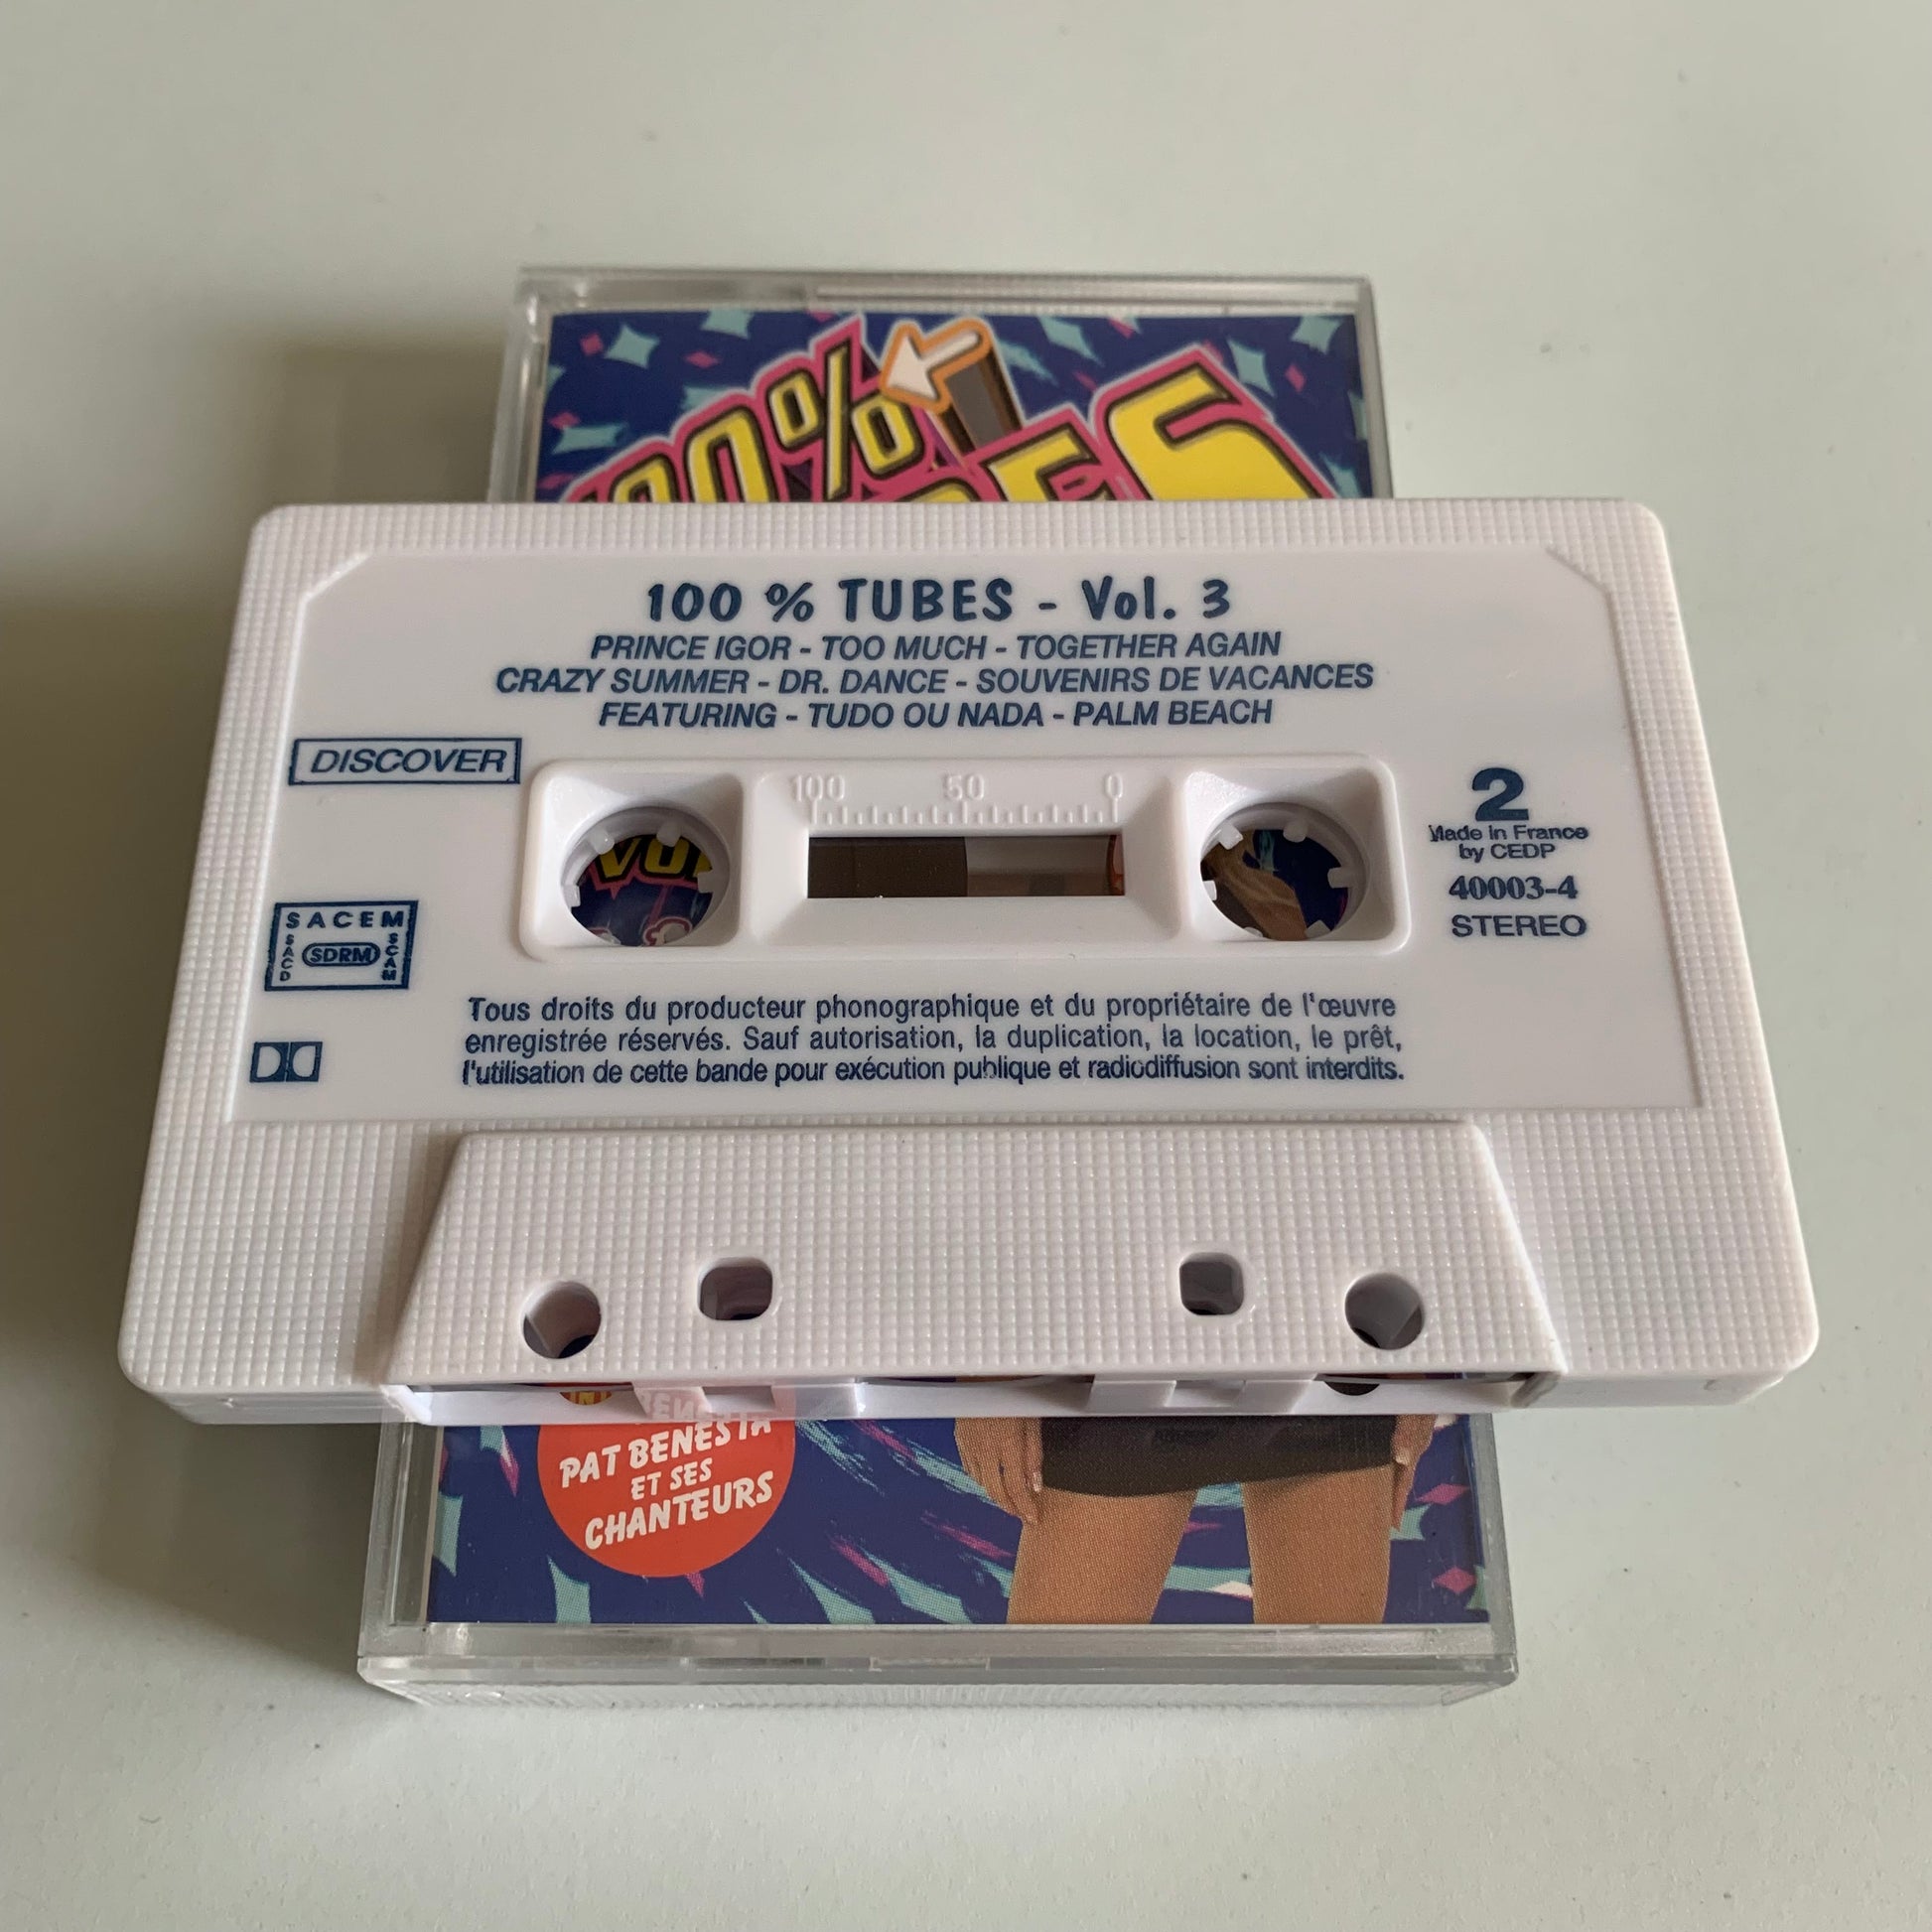 100%
100 % TUBES - Vol. 3
PRINCE IGOR - TOO MUCH - TOGETHER AGAIN
CRAZY SUMMER - DR. DANCE - SOUVENIRS DE VACANCES
FEATURING - TUDO OU NADA - PALM BEACH
DISCOVER
100 50 0
2
Made in France
by CEDP
40003-4
STEREO
SACEM
SACD
SDRM
SCAM
Tous droits du producteur phonographique et du propriétaire de l'œuvre
enregistrée réservés. Sauf autorisation, la duplication, la location, le prêt,
l'utilisation de cette bande pour exécution publique et radiodiffusion sont interdits.
PAT BENESTA
ET SES
CHANTEURS